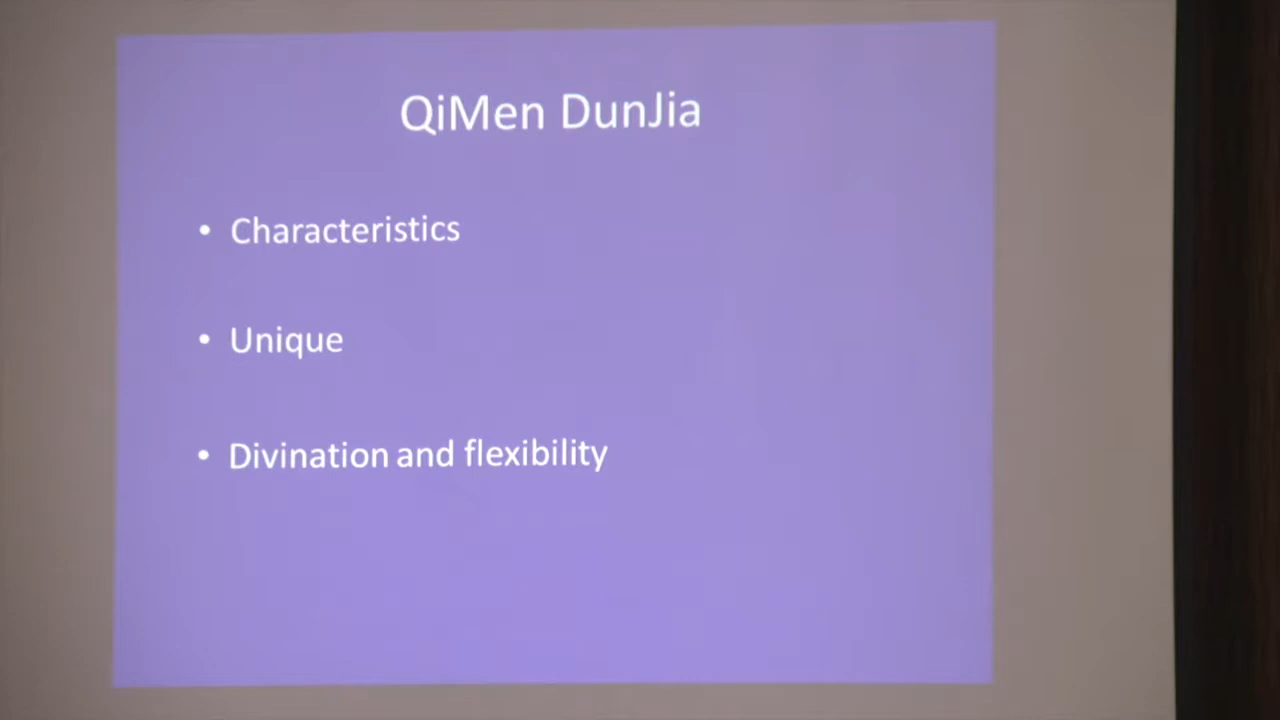 QiMen DunJia
• Characteristics
• Unique
• Divination and flexibility